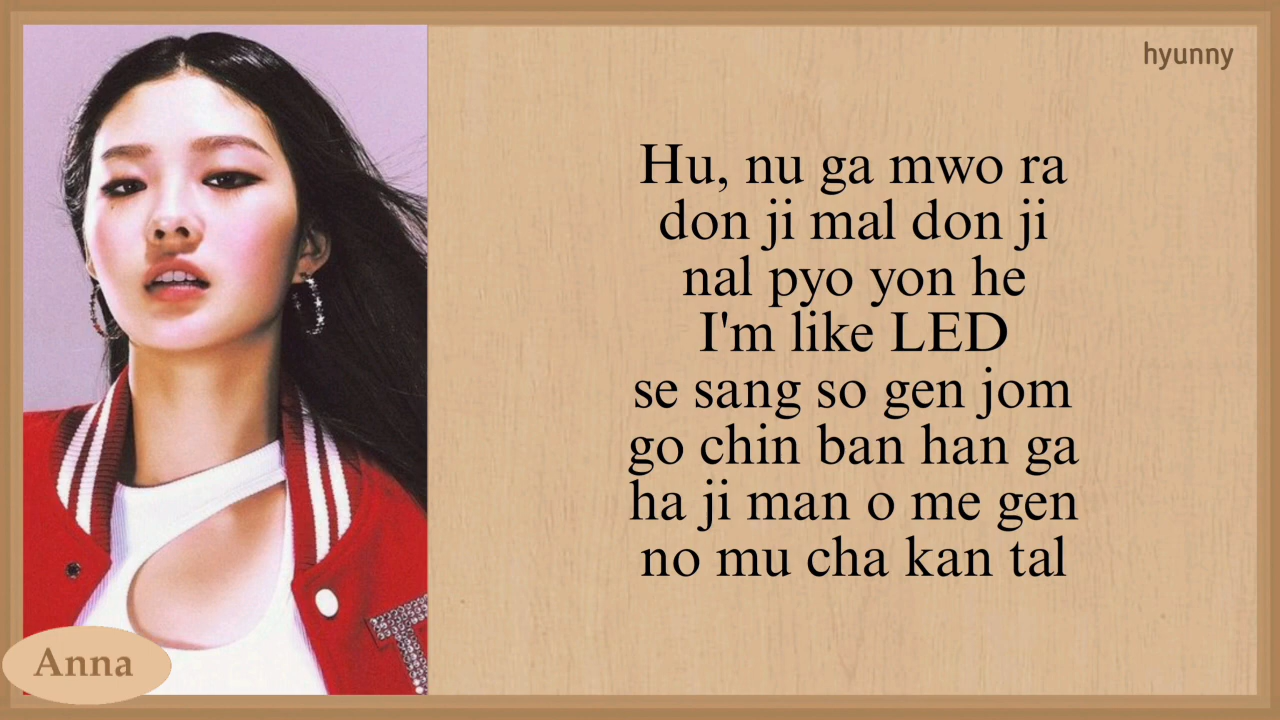 hyunny
Hu, nu ga mwo ra
don ji mal don ji
nal pyo yon he
I'm like LED
se sang so gen jom
go chin ban han ga
ha ji man o me gen
no mu cha kan tal
T
Anna